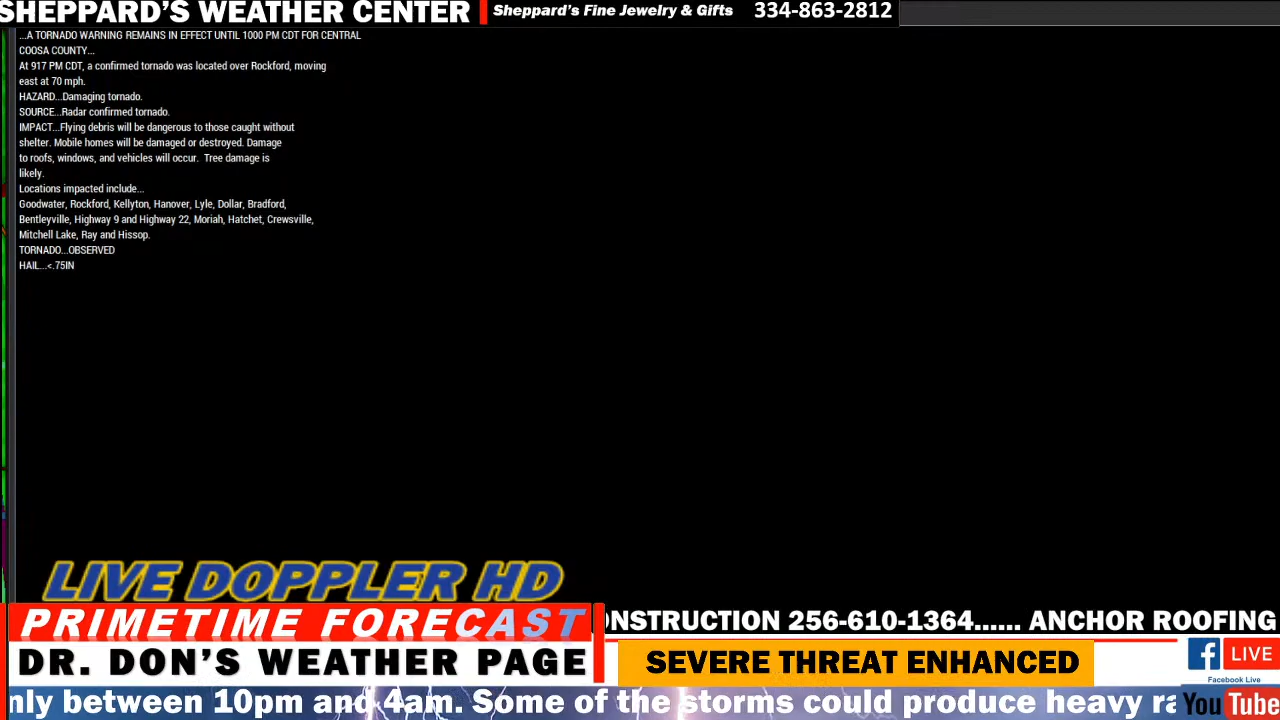 SHEPPARD'S WEATHER CENTER Sheppard's Fine Jewelry & Gifts 334-863-2812
...A TORNADO WARNING REMAINS IN EFFECT UNTIL 1000 PM CDT FOR CENTRAL
COOSA COUNTY...
At 917 PM CDT, a confirmed tornado was located over Rockford, moving
east at 70 mph.
HAZARD...Damaging tornado.
SOURCE...Radar confirmed tornado.
IMPACT...Flying debris will be dangerous to those caught without
shelter. Mobile homes will be damaged or destroyed. Damage
to roofs, windows, and vehicles will occur. Tree damage is
likely.
Locations impacted include...
Goodwater, Rockford, Kellyton, Hanover, Lyle, Dollar, Bradford,
Bentleyville, Highway 9 and Highway 22, Moriah, Hatchet, Crewsville,
Mitchell Lake, Ray and Hissop.
TORNADO...OBSERVED
HAIL...<.75IN
LIVE DOPPLER HD
PRIMETIME FORECAST
ONSTRUCTION 256-610-1364...... ANCHOR ROOFING
DR. DON'S WEATHER PAGE
SEVERE THREAT ENHANCED
f LIVE
Facebook Live
nly between 10pm and 4am. Some of the storms could produce heavy ra
YouTube